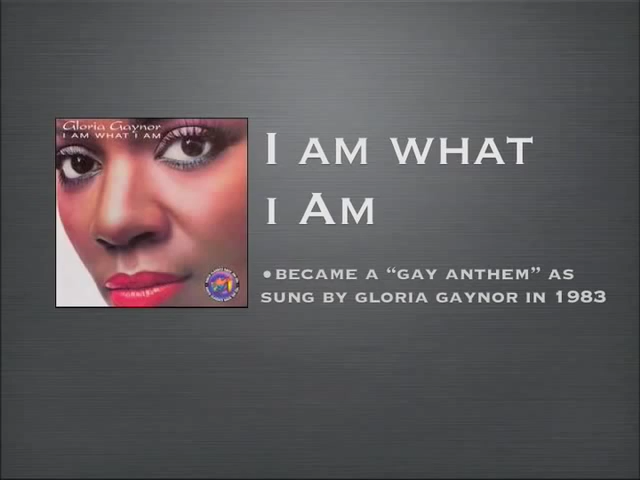 Gloria Gaynor
I AM WHAT I AM
I AM WHAT
I AM
•BECAME A “GAY ANTHEM” AS
SUNG BY GLORIA GAYNOR IN 1983